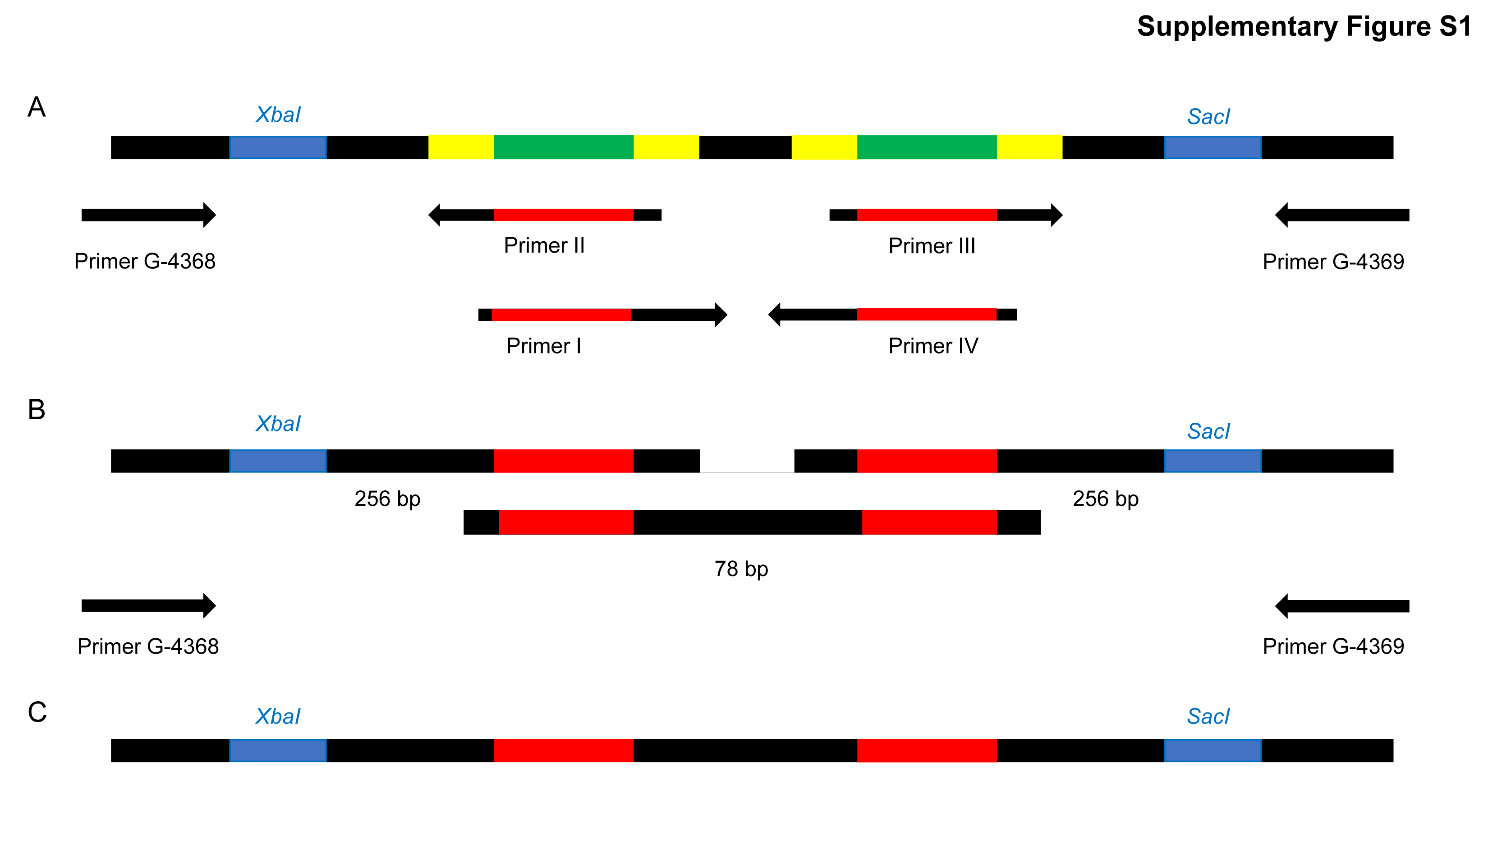 Supplementary Figure S1
A
XbaI
SacI
Primer G-4368
Primer II
Primer III
Primer G-4369
Primer I
Primer IV
B
XbaI
SacI
256 bp
256 bp
78 bp
Primer G-4368
Primer G-4369
C
XbaI
SacI